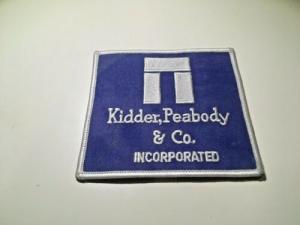 Kidder, Peabody
& Co.
INCORPORATED